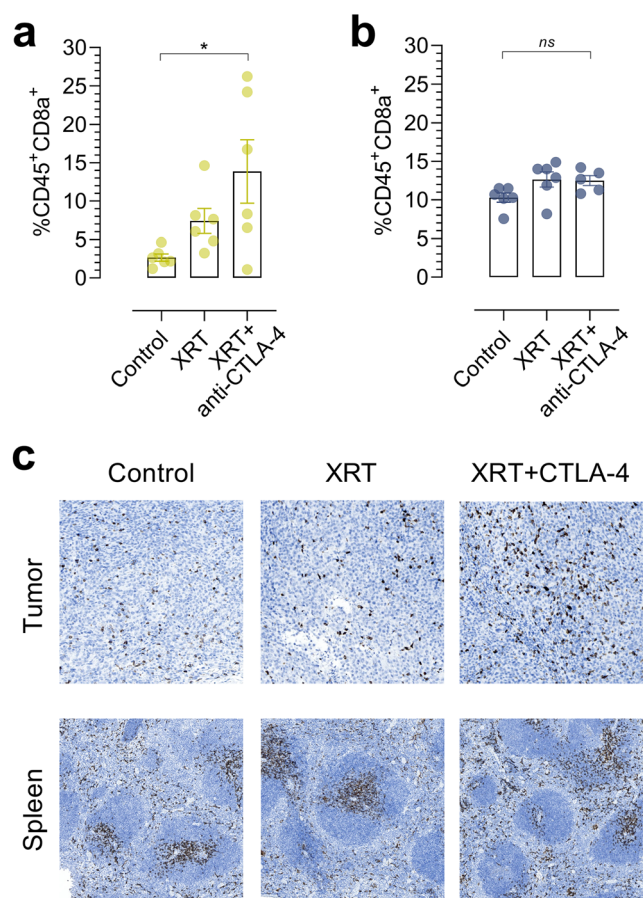 a
%CD45⁺CD8a⁺
30
25
20
15
10
5
0
*
Control
XRT
XRT+
anti-CTLA-4
b
%CD45⁺CD8a⁺
30
25
20
15
10
5
0
ns
Control
XRT
XRT+
anti-CTLA-4
c
Control
XRT
XRT+CTLA-4
Tumor
Spleen